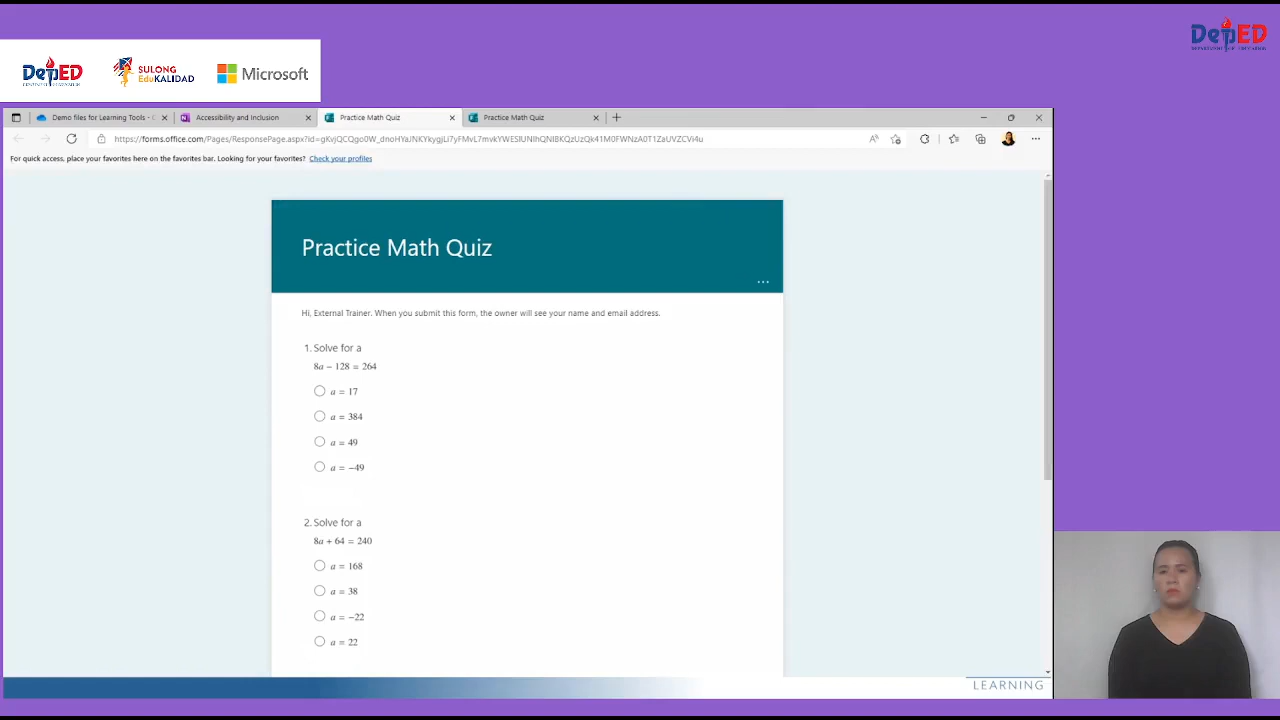 DepED
DepED
DEPARTMENT OF EDUCATION
SULONG
EduKALIDAD
Microsoft
Demo files for Learning Tools -
Accessibility and Inclusion
Practice Math Quiz
Practice Math Quiz
For quick access, place your favorites here on the favorites bar. Looking for your favorites? Check your profiles
Practice Math Quiz
...
Hi, External Trainer. When you submit this form, the owner will see your name and email address.
1. Solve for a
8a − 128 = 264
a = 17
a = 384
a = 49
a = −49
2. Solve for a
8a + 64 = 240
a = 168
a = 38
a = −22
a = 22
LEARNING